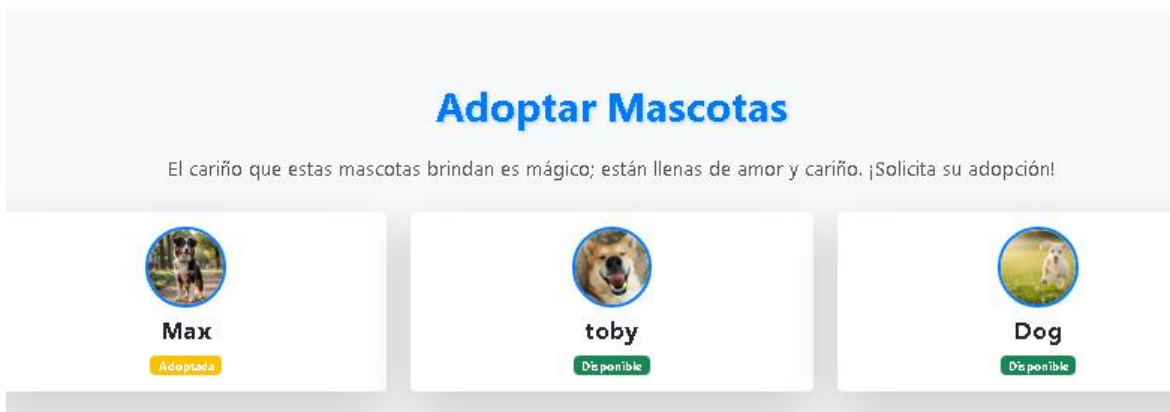 Adoptar Mascotas
El cariño que estas mascotas brindan es mágico; están llenas de amor y cariño. ¡Solicita su adopción!
Max
Adoptada
toby
Disponible
Dog
Disponible